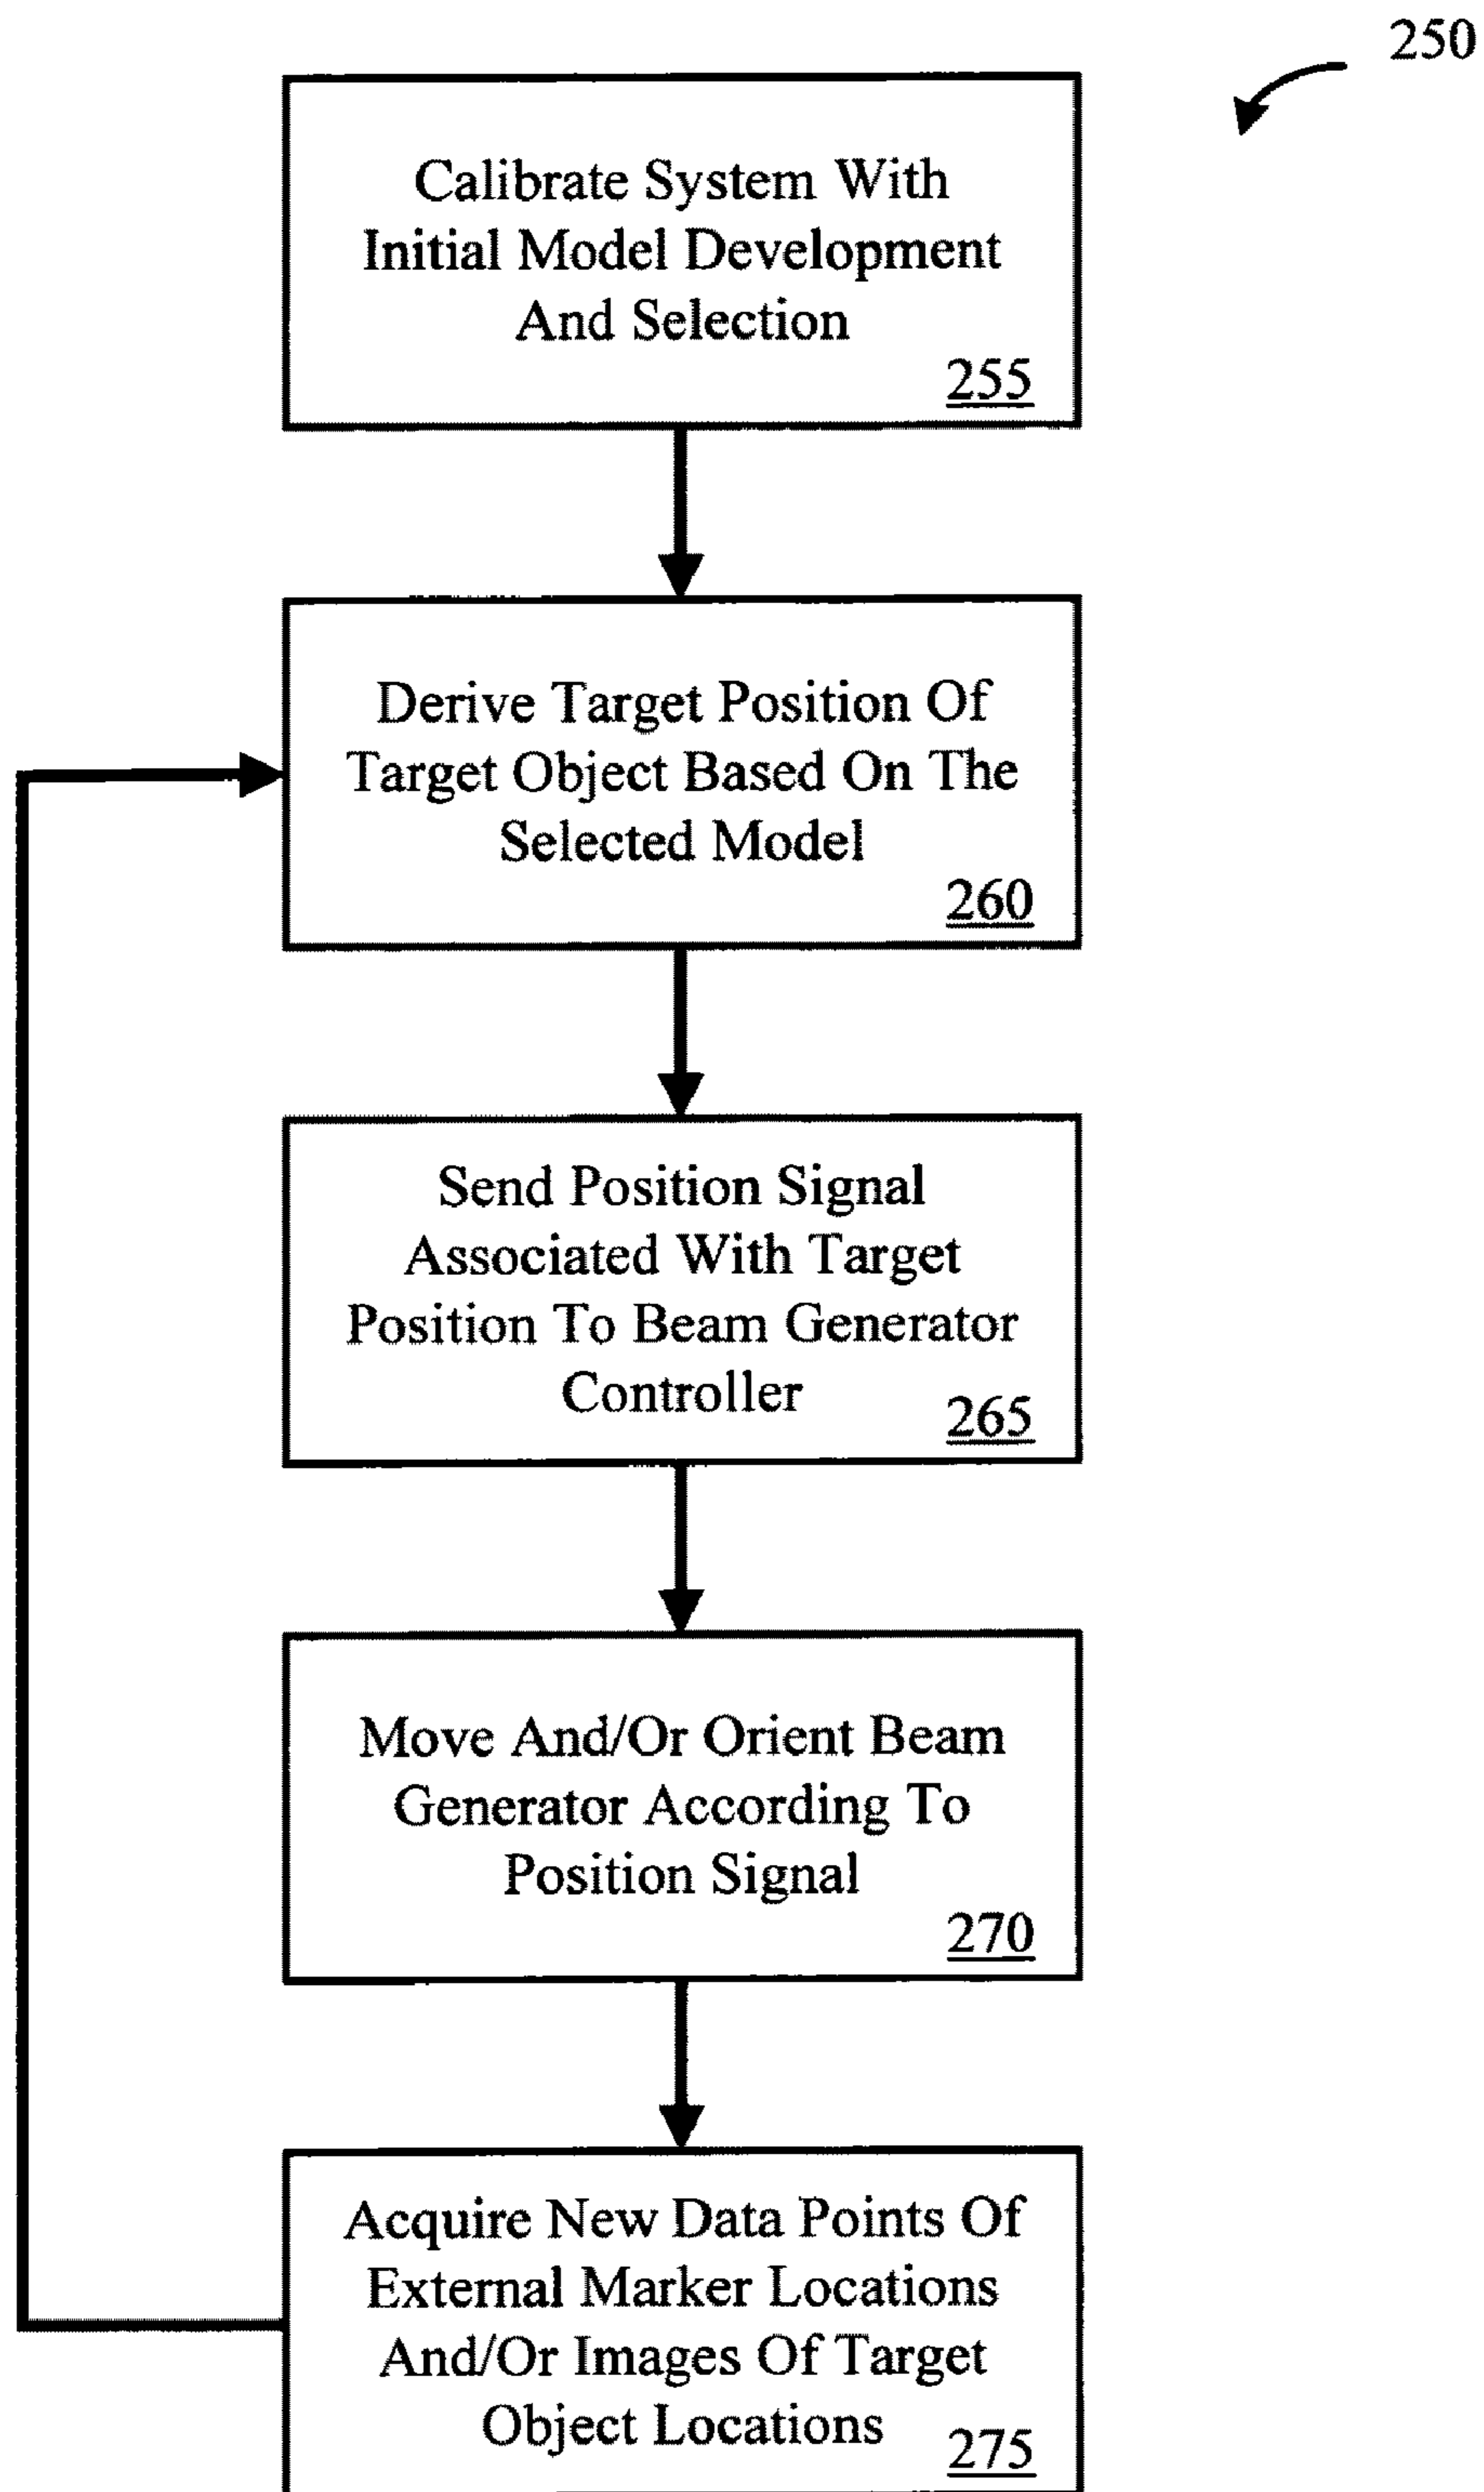 250
Calibrate System With
Initial Model Development
And Selection
255
Derive Target Position Of
Target Object Based On The
Selected Model
260
Send Position Signal
Associated With Target
Position To Beam Generator
Controller
265
Move And/Or Orient Beam
Generator According To
Position Signal
270
Acquire New Data Points Of
External Marker Locations
And/Or Images Of Target
Object Locations
275